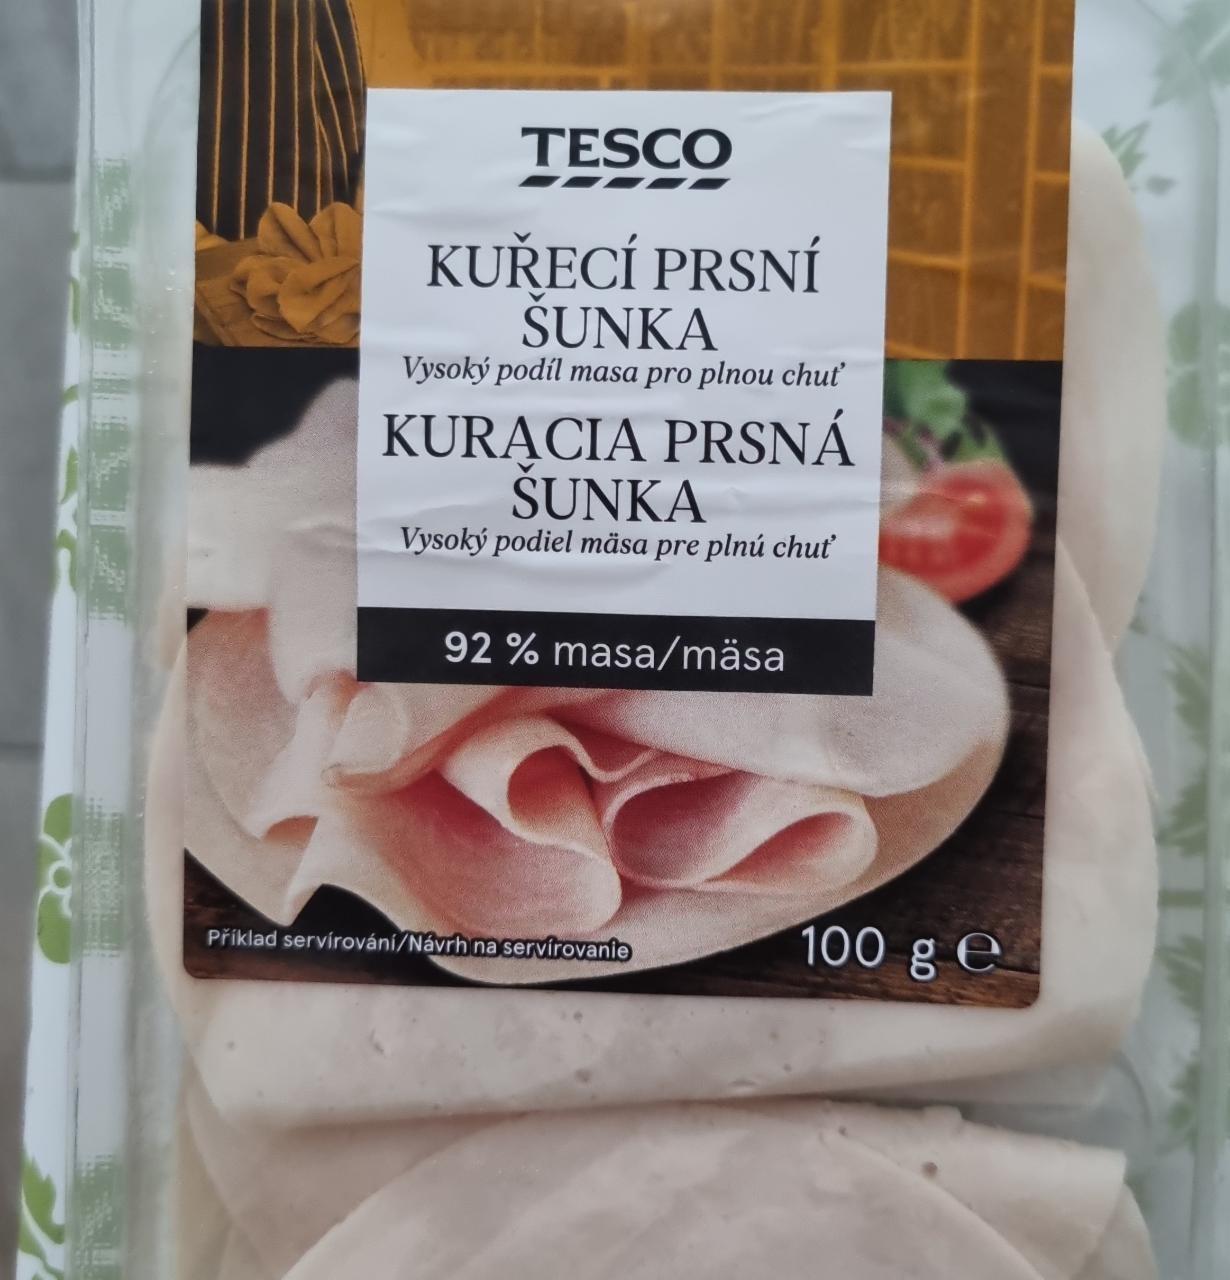 TESCO
KUŘECÍ PRSNÍ
ŠUNKA
Vysoký podíl masa pro plnou chuť
KURACIA PRSNÁ
ŠUNKA
Vysoký podiel mäsa pre plnú chuť
92 % masa/mäsa
Příklad servírování/Návrh na servírovanie
100 g e